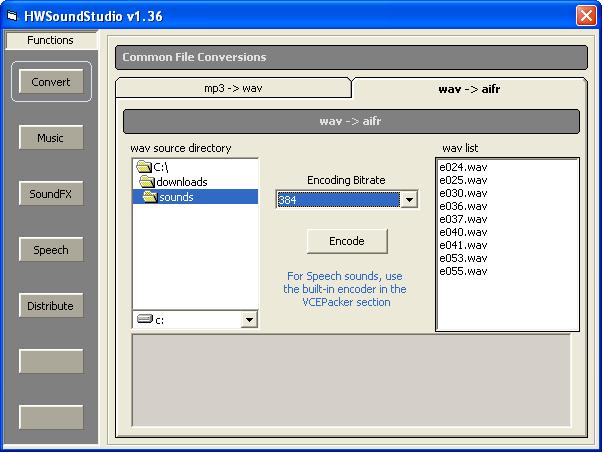 HWSoundStudio v1.36
Functions
Convert
Music
SoundFX
Speech
Distribute
Common File Conversions
mp3 -> wav
wav -> aifr
wav -> aifr
wav source directory
C:\
downloads
sounds
c:
Encoding Bitrate
384
Encode
For Speech sounds, use
the built-in encoder in the
VCEPacker section
wav list
e024.wav
e025.wav
e030.wav
e036.wav
e037.wav
e040.wav
e041.wav
e053.wav
e055.wav